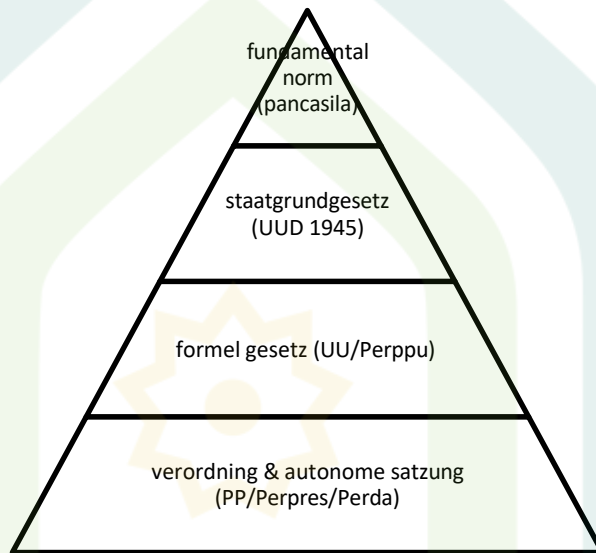 fundamental
norm
(pancasila)
staatgrundgesetz
(UUD 1945)
formel gesetz (UU/Perppu)
verordning & autonome satzung
(PP/Perpres/Perda)